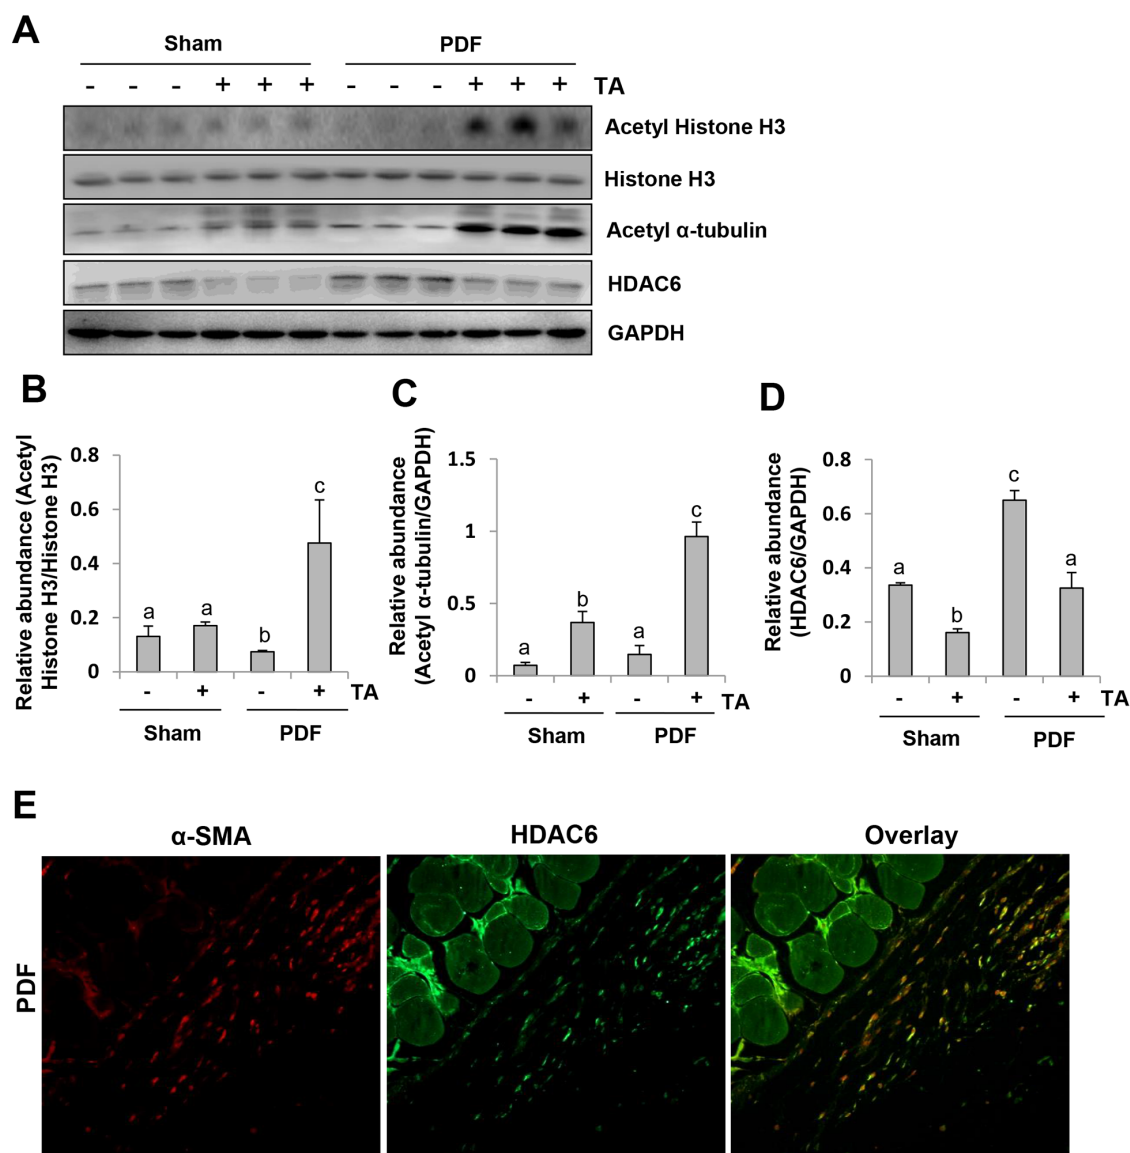 A
Sham PDF
- - - + + + - - - + + + TA
Acetyl Histone H3
Histone H3
Acetyl α-tubulin
HDAC6
GAPDH
B
Relative abundance (Acetyl
Histone H3/Histone H3)
0.8
0.6
0.4
0.2
0
a
a
b
c
- + - + TA
Sham PDF
C
Relative abundance
(Acetyl α-tubulin/GAPDH)
1.5
1
0.5
0
a
b
a
c
- + - + TA
Sham PDF
D
Relative abundance
(HDAC6/GAPDH)
0.8
0.6
0.4
0.2
0
a
b
c
a
- + - + TA
Sham PDF
E
α-SMA HDAC6 Overlay
PDF